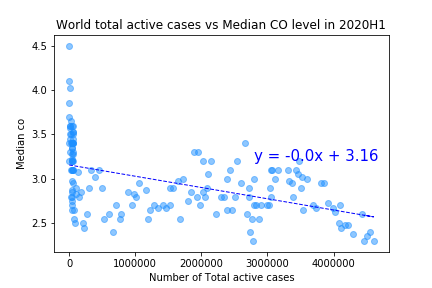 World total active cases vs Median CO level in 2020H1
4.5
4.0
3.5
3.0
2.5
Median co
y = -0.0x + 3.16
0 1000000 2000000 3000000 4000000
Number of Total active cases